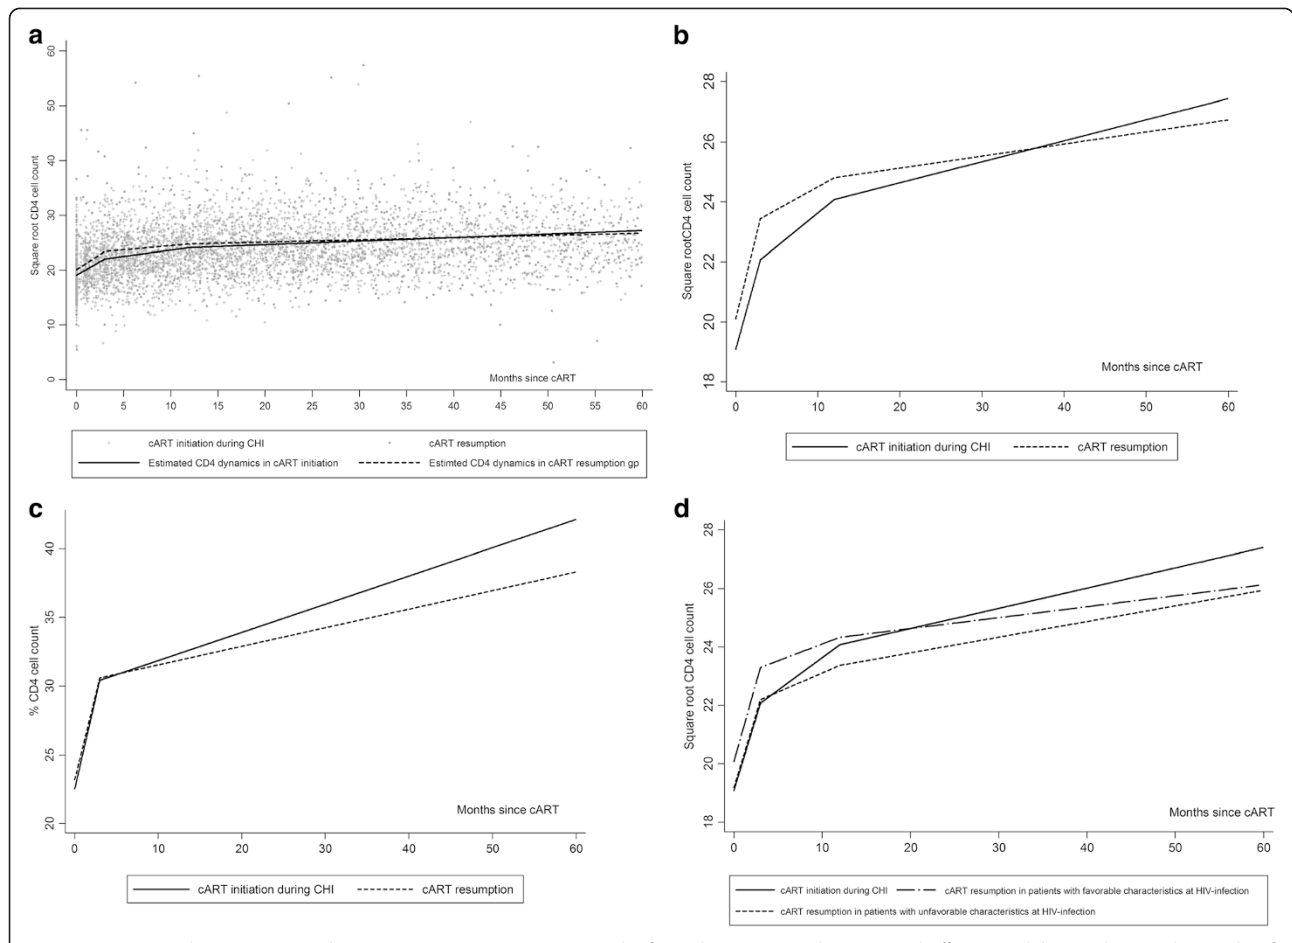 a
60
50
40
30
20
10
0
Square root CD4 cell count
Months since cART
0 5 10 15 20 25 30 35 40 45 50 55 60
cART initiation during CHI cART resumption
Estimated CD4 dynamics in cART initiation Estimted CD4 dynamics in cART resumption gp
b
28
26
24
22
20
18
Square rootCD4 cell count
Months since cART
0 10 20 30 40 50 60
cART initiation during CHI cART resumption
c
40
35
30
25
20
% CD4 cell count
Months since cART
0 10 20 30 40 50 60
cART initiation during CHI cART resumption
d
28
26
24
22
20
18
Square root CD4 cell count
Months since cART
0 10 20 30 40 50 60
cART initiation during CHI cART resumption in patients with favorable characteristics at HIV-infection
cART resumption in patients with unfavorable characteristics at HIV-infection